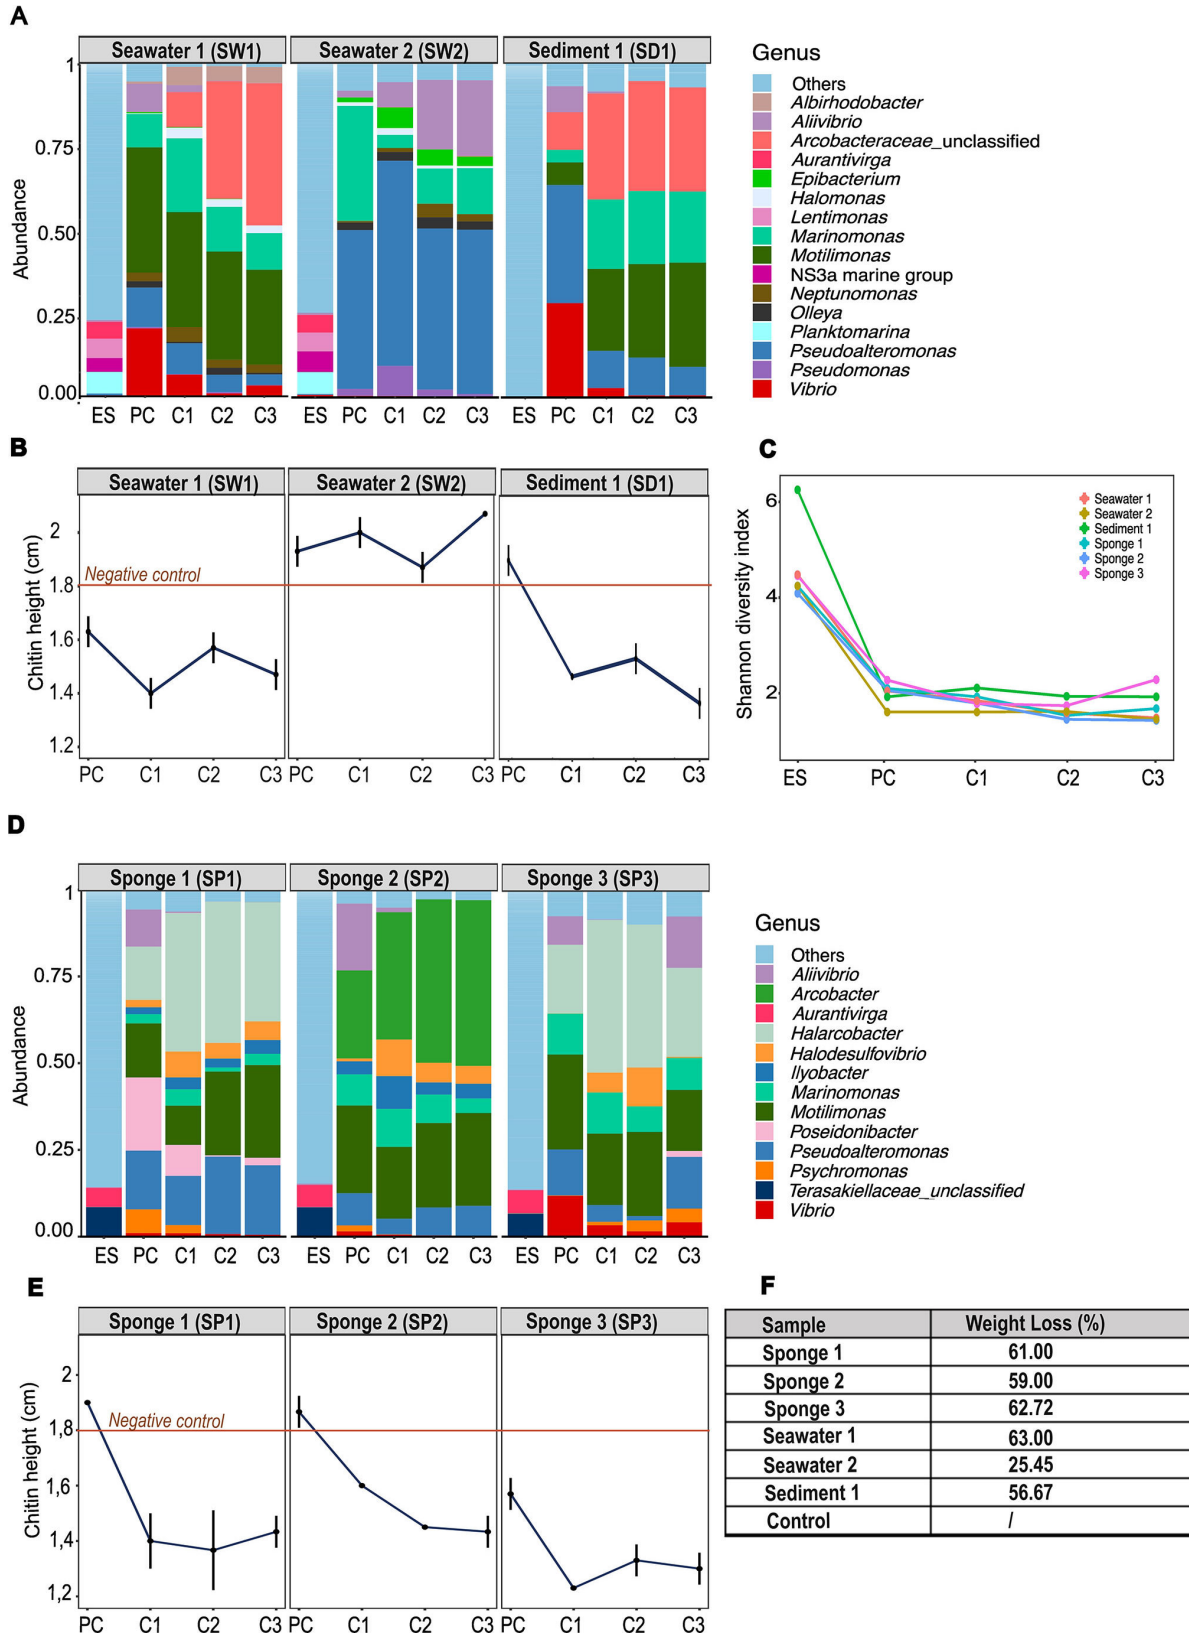 A
Seawater 1 (SW1)
Seawater 2 (SW2)
Sediment 1 (SD1)
Abundance
1
0.75
0.50
0.25
0.00
ES PC C1 C2 C3
ES PC C1 C2 C3
ES PC C1 C2 C3
Genus
Others
Albirhodobacter
Aliivibrio
Arcobacteraceae_unclassified
Aurantivirga
Epibacterium
Halomonas
Lentimonas
Marinomonas
Motilimonas
NS3a marine group
Neptunomonas
Olleya
Planktomarina
Pseudoalteromonas
Pseudomonas
Vibrio
B
Seawater 1 (SW1)
Seawater 2 (SW2)
Sediment 1 (SD1)
Chitin height (cm)
2
1.8
1.6
1.4
1.2
Negative control
PC C1 C2 C3
PC C1 C2 C3
PC C1 C2 C3
C
Shannon diversity index
6
4
2
ES PC C1 C2 C3
Seawater 1
Seawater 2
Sediment 1
Sponge 1
Sponge 2
Sponge 3
D
Sponge 1 (SP1)
Sponge 2 (SP2)
Sponge 3 (SP3)
Abundance
1
0.75
0.50
0.25
0.00
ES PC C1 C2 C3
ES PC C1 C2 C3
ES PC C1 C2 C3
Genus
Others
Aliivibrio
Arcobacter
Aurantivirga
Halarcobacter
Halodesulfovibrio
Ilyobacter
Marinomonas
Motilimonas
Poseidonibacter
Pseudoalteromonas
Psychromonas
Terasakiellaceae_unclassified
Vibrio
E
Sponge 1 (SP1)
Sponge 2 (SP2)
Sponge 3 (SP3)
Chitin height (cm)
2
1,8
1,6
1,4
1,2
Negative control
PC C1 C2 C3
PC C1 C2 C3
PC C1 C2 C3
F
Sample Weight Loss (%)
Sponge 1 61.00
Sponge 2 59.00
Sponge 3 62.72
Seawater 1 63.00
Seawater 2 25.45
Sediment 1 56.67
Control /